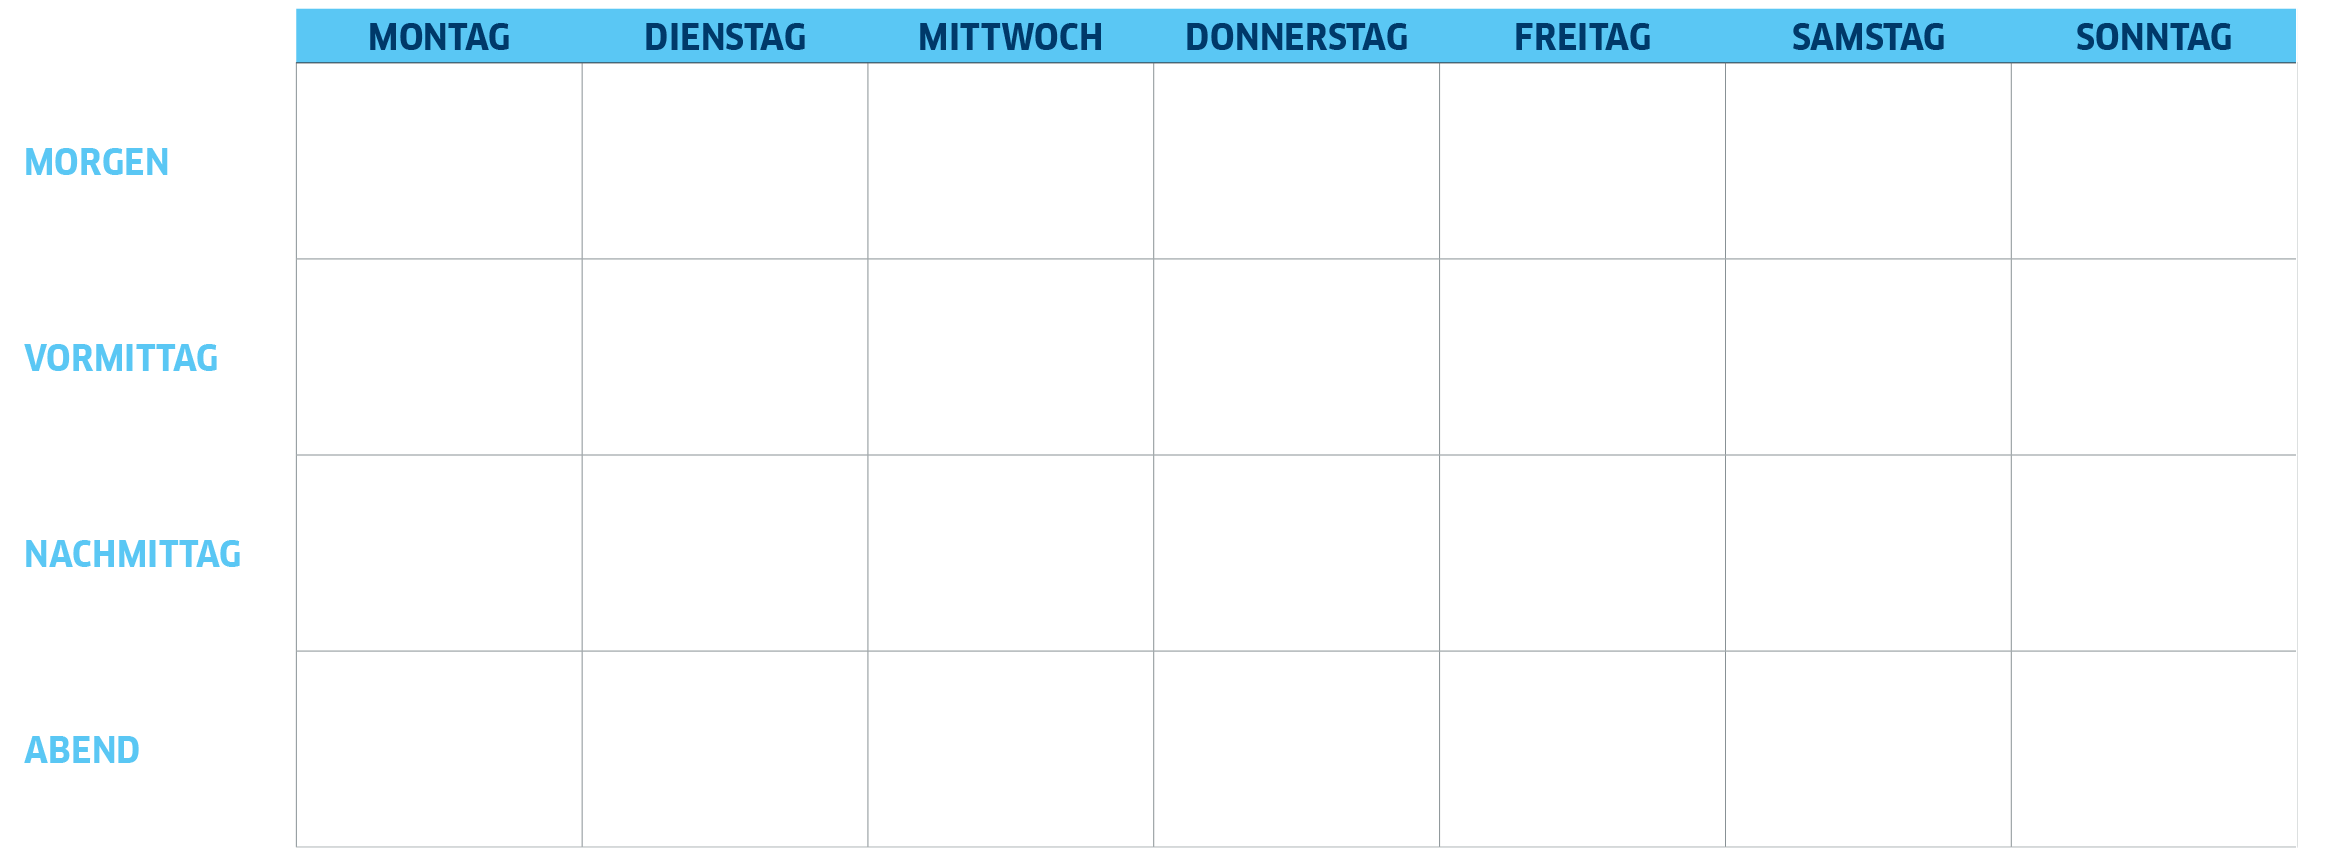 MONTAG DIENSTAG MITTWOCH DONNERSTAG FREITAG SAMSTAG SONNTAG
MORGEN
VORMITTAG
NACHMITTAG
ABEND